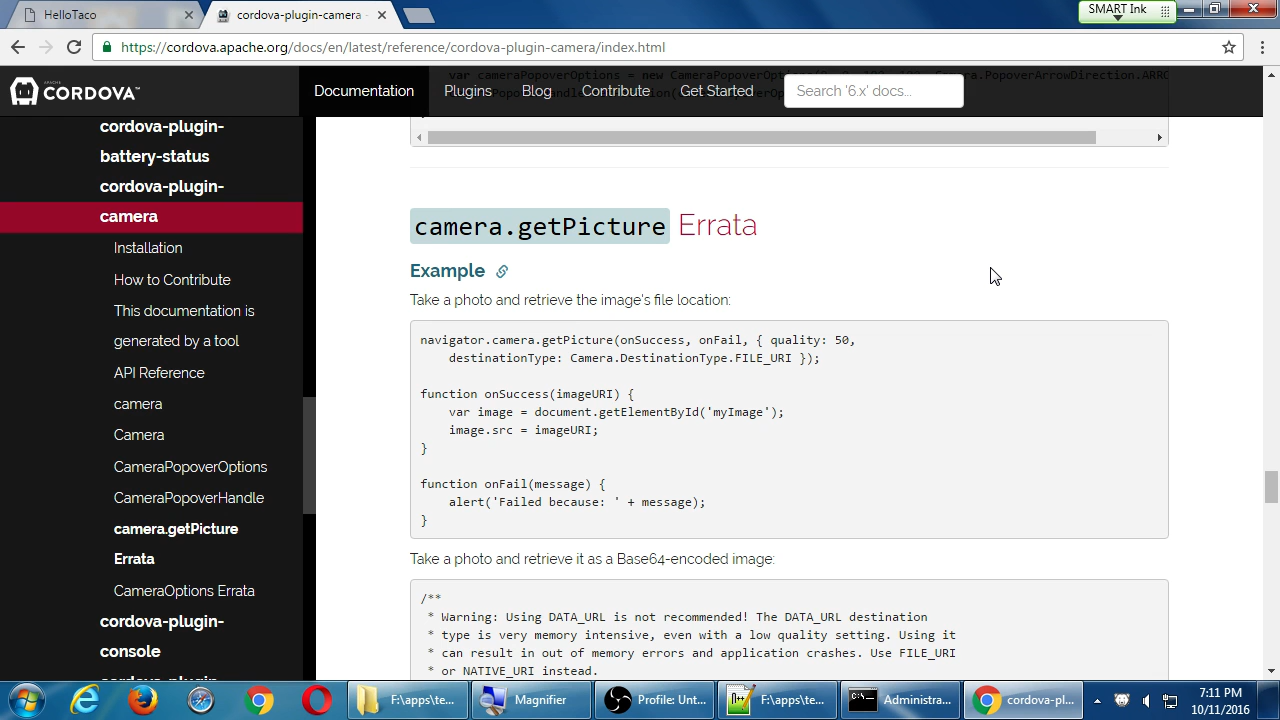 HelloTaco
cordova-plugin-camera -
SMART Ink
https://cordova.apache.org/docs/en/latest/reference/cordova-plugin-camera/index.html
APACHE
CORDOVA™
Documentation
Plugins
Blog
Contribute
Get Started
Search '6.x' docs...
cordova-plugin-
battery-status
cordova-plugin-
camera
Installation
How to Contribute
This documentation is
generated by a tool
API Reference
camera
Camera
CameraPopoverOptions
CameraPopoverHandle
camera.getPicture
Errata
CameraOptions Errata
cordova-plugin-
console
cordova-plugin-
camera.getPicture Errata
Example
Take a photo and retrieve the image's file location:
navigator.camera.getPicture(onSuccess, onFail, { quality: 50,
destinationType: Camera.DestinationType.FILE_URI });
function onSuccess(imageURI) {
var image = document.getElementById('myImage');
image.src = imageURI;
}
function onFail(message) {
alert('Failed because: ' + message);
}
Take a photo and retrieve it as a Base64-encoded image:
/**
* Warning: Using DATA_URL is not recommended! The DATA_URL destination
* type is very memory intensive, even with a low quality setting. Using it
* can result in out of memory errors and application crashes. Use FILE_URI
* or NATIVE_URI instead.
F:\apps\te...
Magnifier
Profile: Unt...
F:\apps\te...
Administra...
cordova-pl...
7:11 PM
10/11/2016